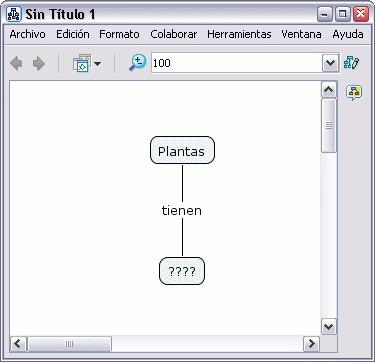 Sin Título 1
Archivo Edición Formato Colaborar Herramientas Ventana Ayuda
100
Plantas
tienen
????